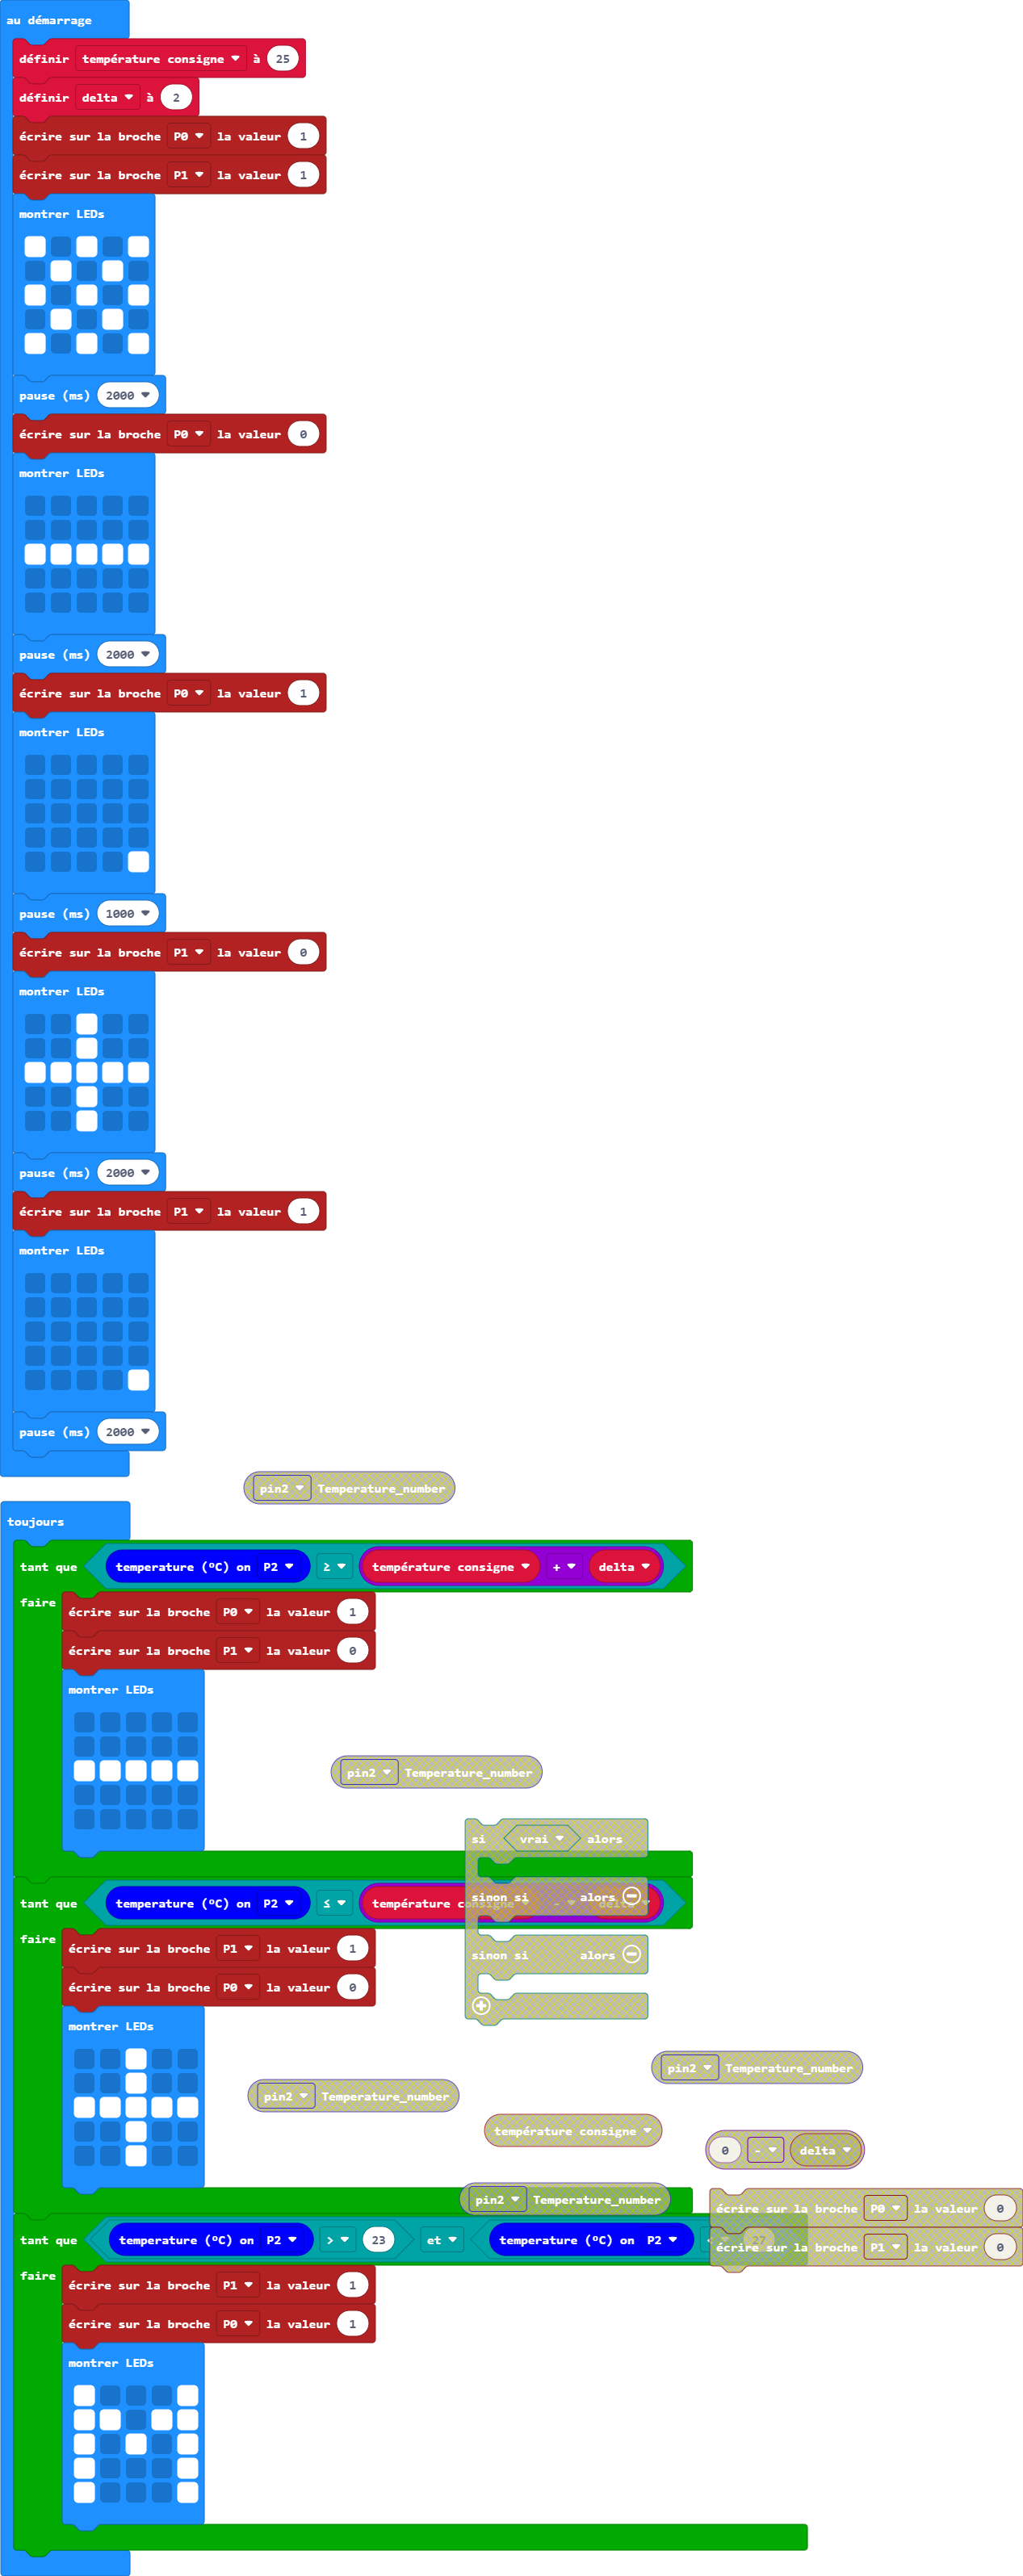 au démarrage
définir température consigne à 25
définir delta à 2
écrire sur la broche P0 la valeur 1
écrire sur la broche P1 la valeur 1
montrer LEDs
pause (ms) 2000
écrire sur la broche P0 la valeur 0
montrer LEDs
pause (ms) 2000
écrire sur la broche P0 la valeur 1
montrer LEDs
pause (ms) 1000
écrire sur la broche P1 la valeur 0
montrer LEDs
pause (ms) 2000
écrire sur la broche P1 la valeur 1
montrer LEDs
pause (ms) 2000
pin2 Temperature_number
toujours
tant que temperature (ºC) on P2 ≥ température consigne + delta
faire
écrire sur la broche P0 la valeur 1
écrire sur la broche P1 la valeur 0
montrer LEDs
pin2 Temperature_number
si vrai alors
sinon si alors
tant que temperature (ºC) on P2 ≤ température consigne - delta
faire
écrire sur la broche P1 la valeur 1
sinon si alors
écrire sur la broche P0 la valeur 0
montrer LEDs
pin2 Temperature_number
pin2 Temperature_number
température consigne
0 - delta
pin2 Temperature_number
écrire sur la broche P0 la valeur 0
écrire sur la broche P1 la valeur 0
tant que temperature (ºC) on P2 > 23 et temperature (ºC) on P2 27
faire
écrire sur la broche P1 la valeur 1
écrire sur la broche P0 la valeur 1
montrer LEDs